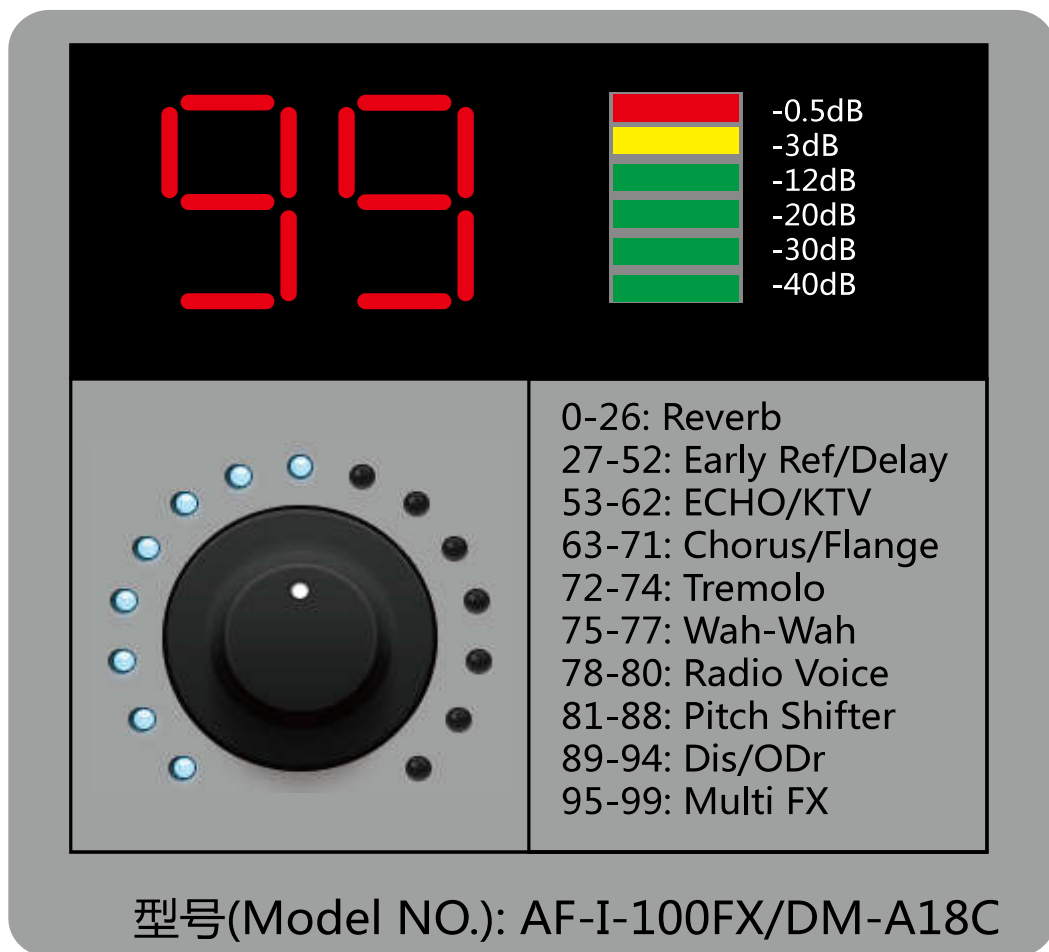 99
-0.5dB
-3dB
-12dB
-20dB
-30dB
-40dB
0-26: Reverb
27-52: Early Ref/Delay
53-62: ECHO/KTV
63-71: Chorus/Flange
72-74: Tremolo
75-77: Wah-Wah
78-80: Radio Voice
81-88: Pitch Shifter
89-94: Dis/ODr
95-99: Multi FX
型号(Model NO.): AF-I-100FX/DM-A18C